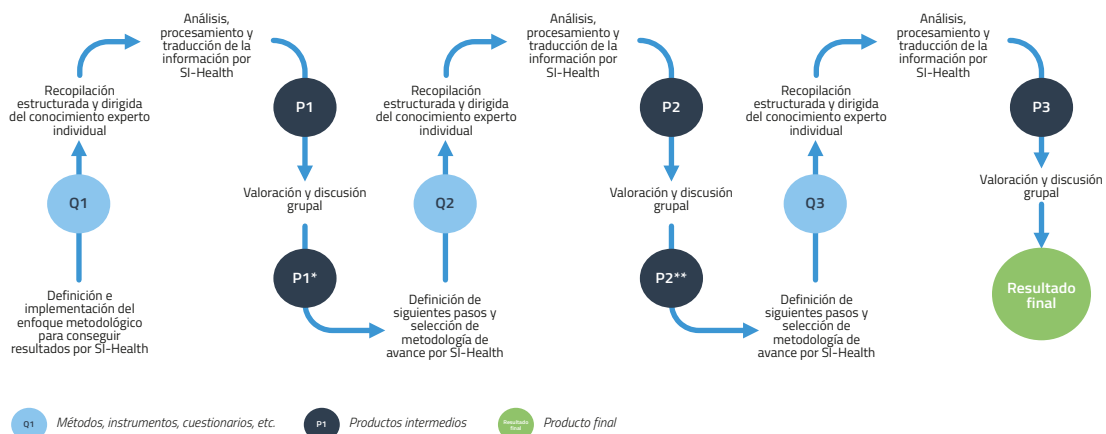 Análisis,
procesamiento y
traducción de la
información por
SI-Health
Recopilación
estructurada y dirigida
del conocimiento experto
individual
Q1
Definición e
implementación del
enfoque metodológico
para conseguir
resultados por SI-Health
P1
Valoración y discusión
grupal
P1*
Definición de
siguientes pasos y
selección de
metodología de
avance por SI-Health
Q2
Recopilación
estructurada y dirigida
del conocimiento experto
individual
Análisis,
procesamiento y
traducción de la
información por
SI-Health
P2
Valoración y discusión
grupal
P2**
Definición de
siguientes pasos y
selección de
metodología de
avance por SI-Health
Q3
Recopilación
estructurada y dirigida
del conocimiento experto
individual
Análisis,
procesamiento y
traducción de la
información por
SI-Health
P3
Valoración y discusión
grupal
Resultado
final
Q1 Métodos, instrumentos, cuestionarios, etc.
P1 Productos intermedios
Resultado
final
Producto final